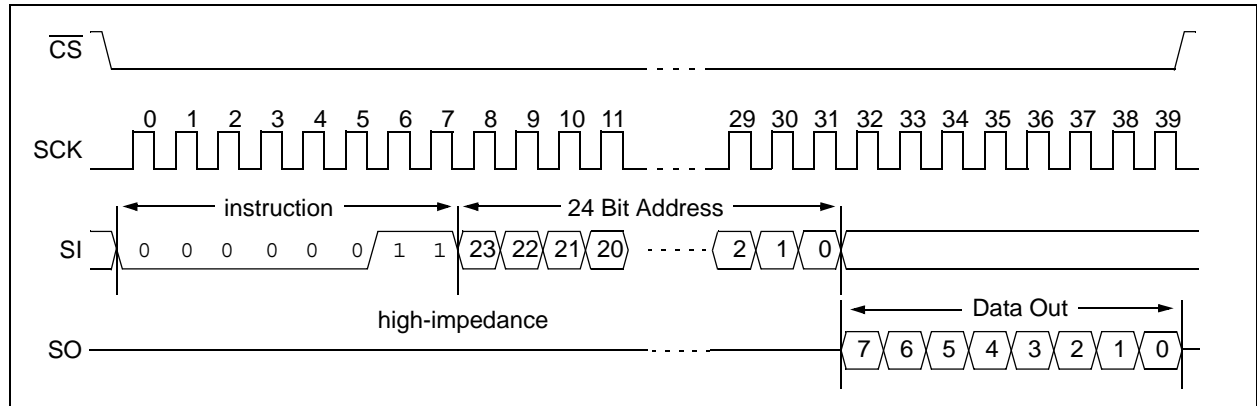 CS
0 1 2 3 4 5 6 7 8 9 10 11 29 30 31 32 33 34 35 36 37 38 39
SCK
instruction 24 Bit Address
SI 0 0 0 0 0 0 1 1 23 22 21 20 2 1 0
high-impedance Data Out
SO 7 6 5 4 3 2 1 0